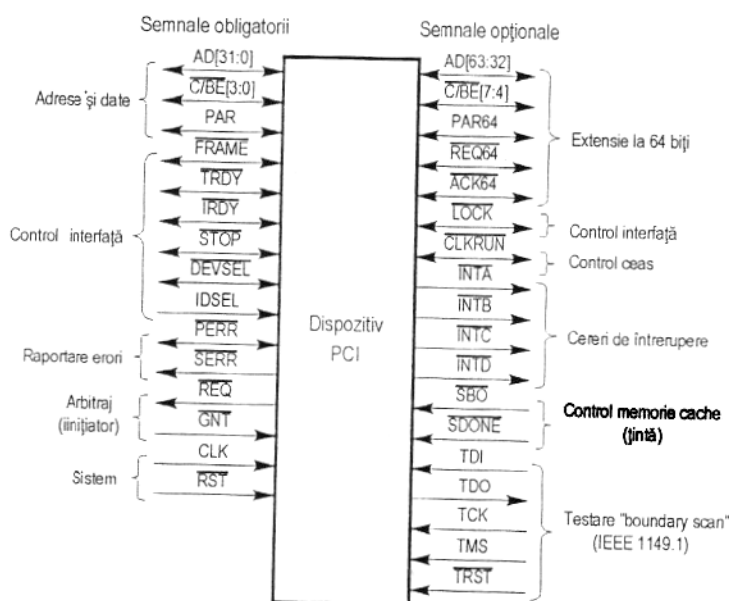 Semnale obligatorii
AD[31:0]
C/BE[3:0]
PAR
Adrese și date
FRAME
TRDY
IRDY
STOP
DEVSEL
IDSEL
Control interfață
PERR
SERR
Raportare erori
REQ
GNT
Arbitraj
(iinițiator)
CLK
RST
Sistem
Dispozitiv
PCI
Semnale opționale
AD[63:32]
C/BE[7:4]
PAR64
REQ64
ACK64
Extensie la 64 biți
LOCK
Control interfață
CLKRUN
Control ceas
INTA
INTB
INTC
INTD
Cereri de întrerupere
SBO
SDONE
Control memorie cache
(țintă)
TDI
TDO
TCK
TMS
TRST
Testare "boundary scan"
(IEEE 1149.1)